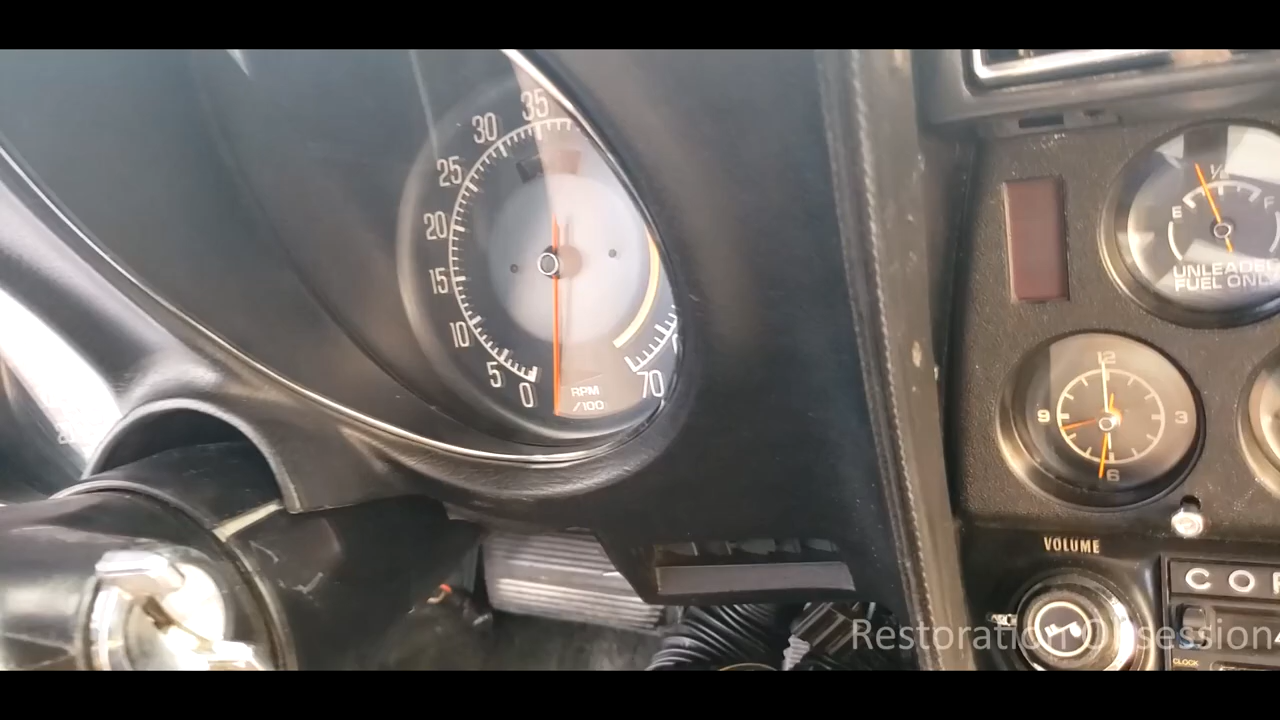 35
30
25
20
15
10
5
0
70
RPM
/100
1/2
E
F
UNLEADED
FUEL ONLY
12
9
3
6
VOLUME
CLOCK
Restoration Obsession